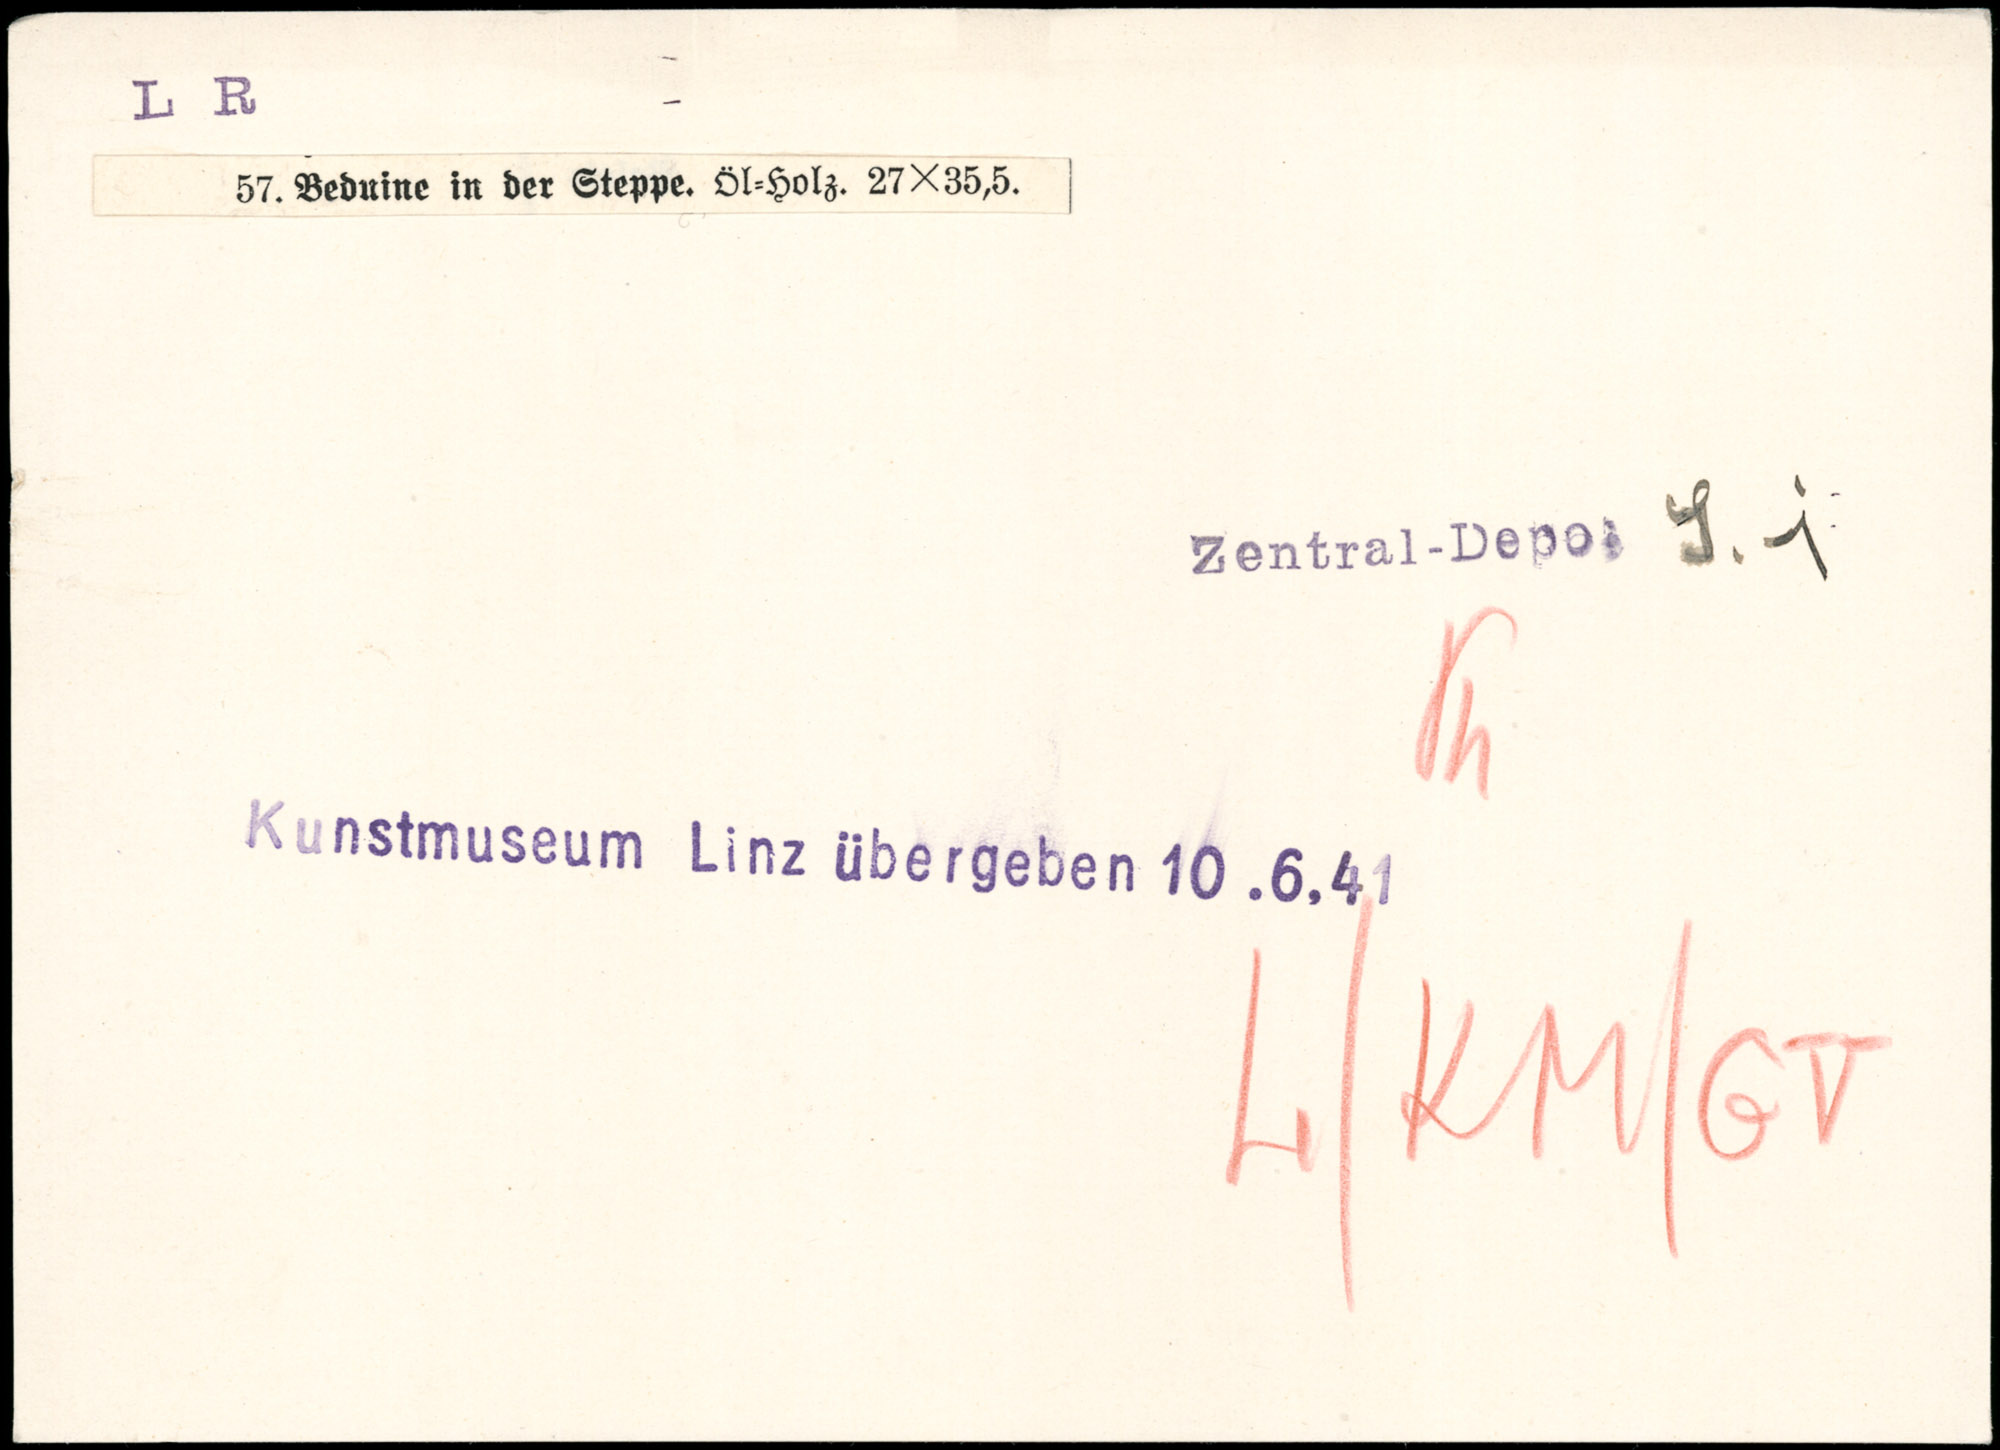 L R
57. Beduine in der Steppe. Öl-Holz. 27×35,5.
Zentral-Depot
Kunstmuseum Linz übergeben 10.6.41
L/KM/GV